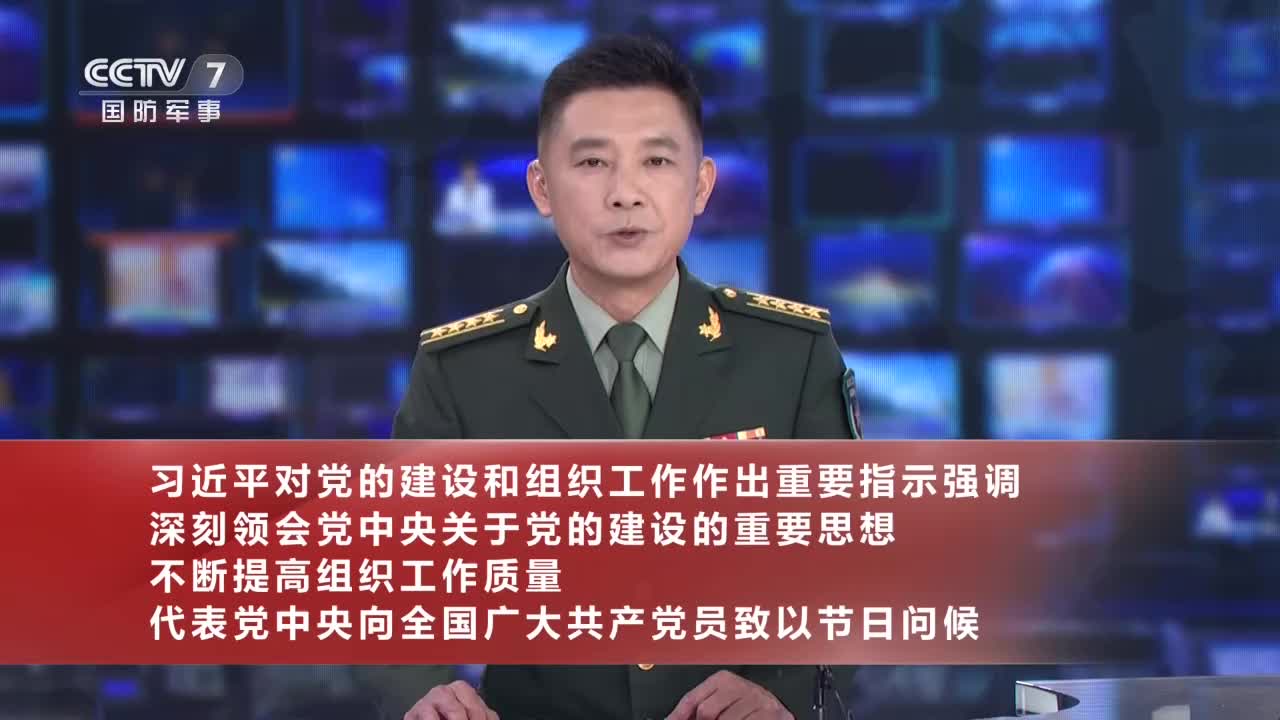 CCTV 7
国防军事
习近平对党的建设和组织工作作出重要指示强调
深刻领会党中央关于党的建设的重要思想
不断提高组织工作质量
代表党中央向全国广大共产党员致以节日问候